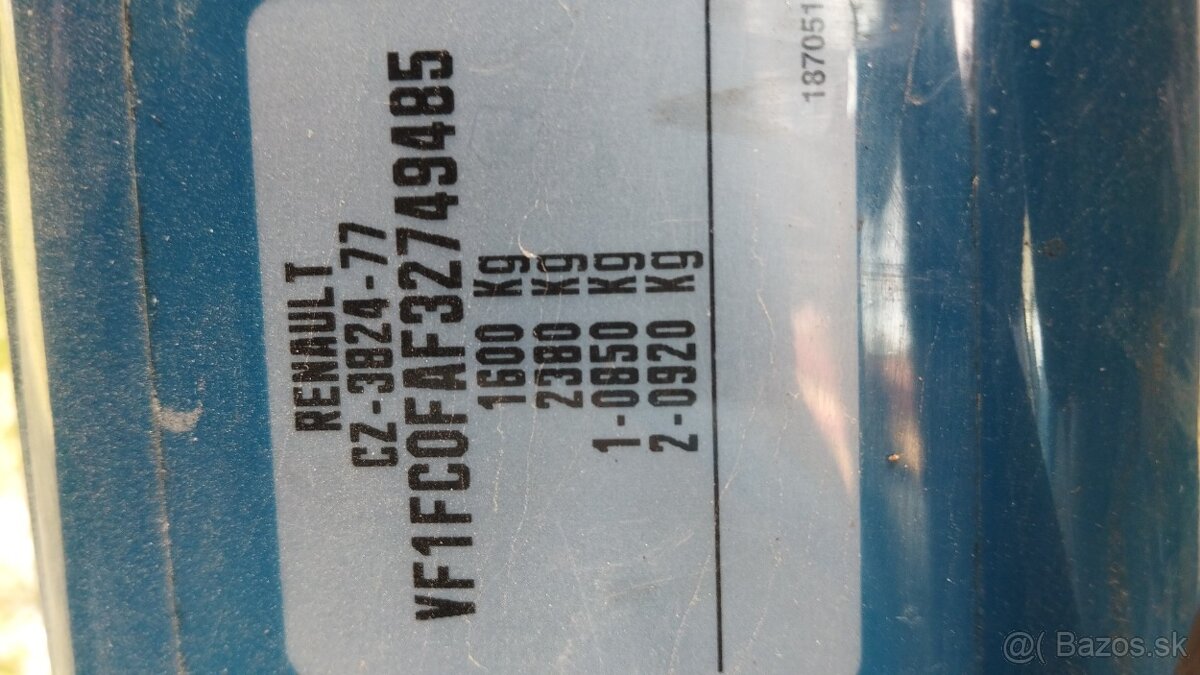 RENAULT
CZ-3824-77
VF1FC0FAF32749485
1600 Kg
2380 Kg
1-0850 Kg
2-0920 Kg
187051
@( Bazos.sk